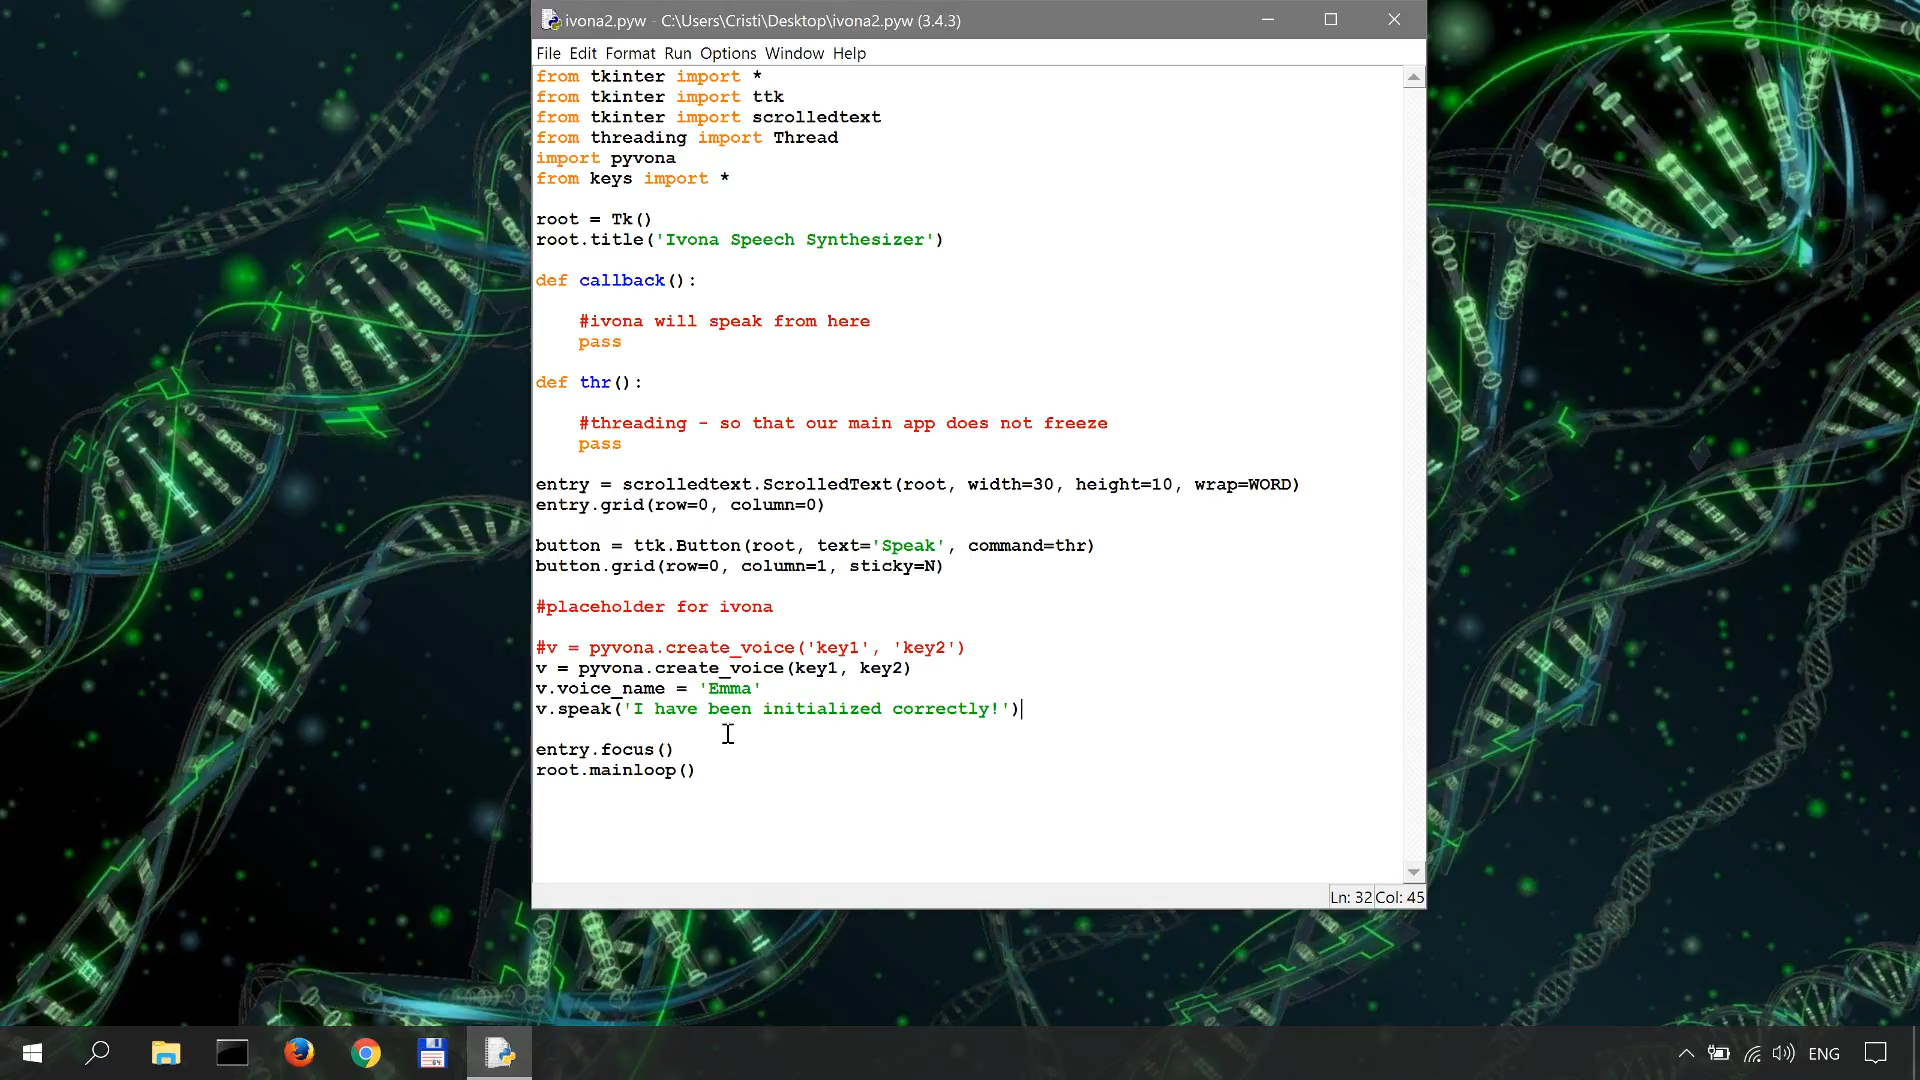 ivona2.pyw - C:\Users\Cristi\Desktop\ivona2.pyw (3.4.3)
File Edit Format Run Options Window Help
from tkinter import *
from tkinter import ttk
from tkinter import scrolledtext
from threading import Thread
import pyvona
from keys import *
root = Tk()
root.title('Ivona Speech Synthesizer')
def callback():
#ivona will speak from here
pass
def thr():
#threading - so that our main app does not freeze
pass
entry = scrolledtext.ScrolledText(root, width=30, height=10, wrap=WORD)
entry.grid(row=0, column=0)
button = ttk.Button(root, text='Speak', command=thr)
button.grid(row=0, column=1, sticky=N)
#placeholder for ivona
#v = pyvona.create_voice('key1', 'key2')
v = pyvona.create_voice(key1, key2)
v.voice_name = 'Emma'
v.speak('I have been initialized correctly!')
entry.focus()
root.mainloop()
Ln: 32 Col: 45
64
ENG